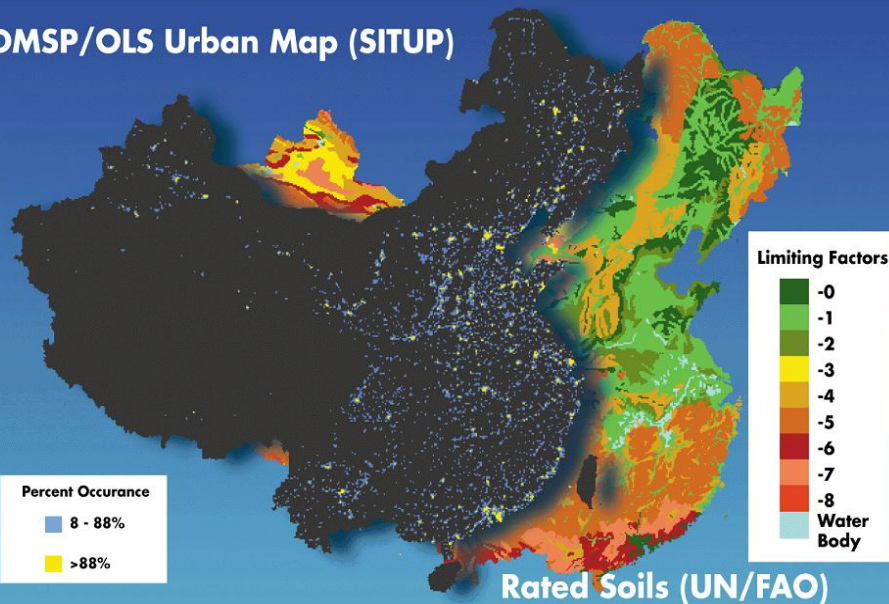 DMSP/OLS Urban Map (SITUP)
Limiting Factors
-0
-1
-2
-3
-4
-5
-6
-7
-8
Water
Body
Percent Occurance
8 - 88%
>88%
Rated Soils (UN/FAO)